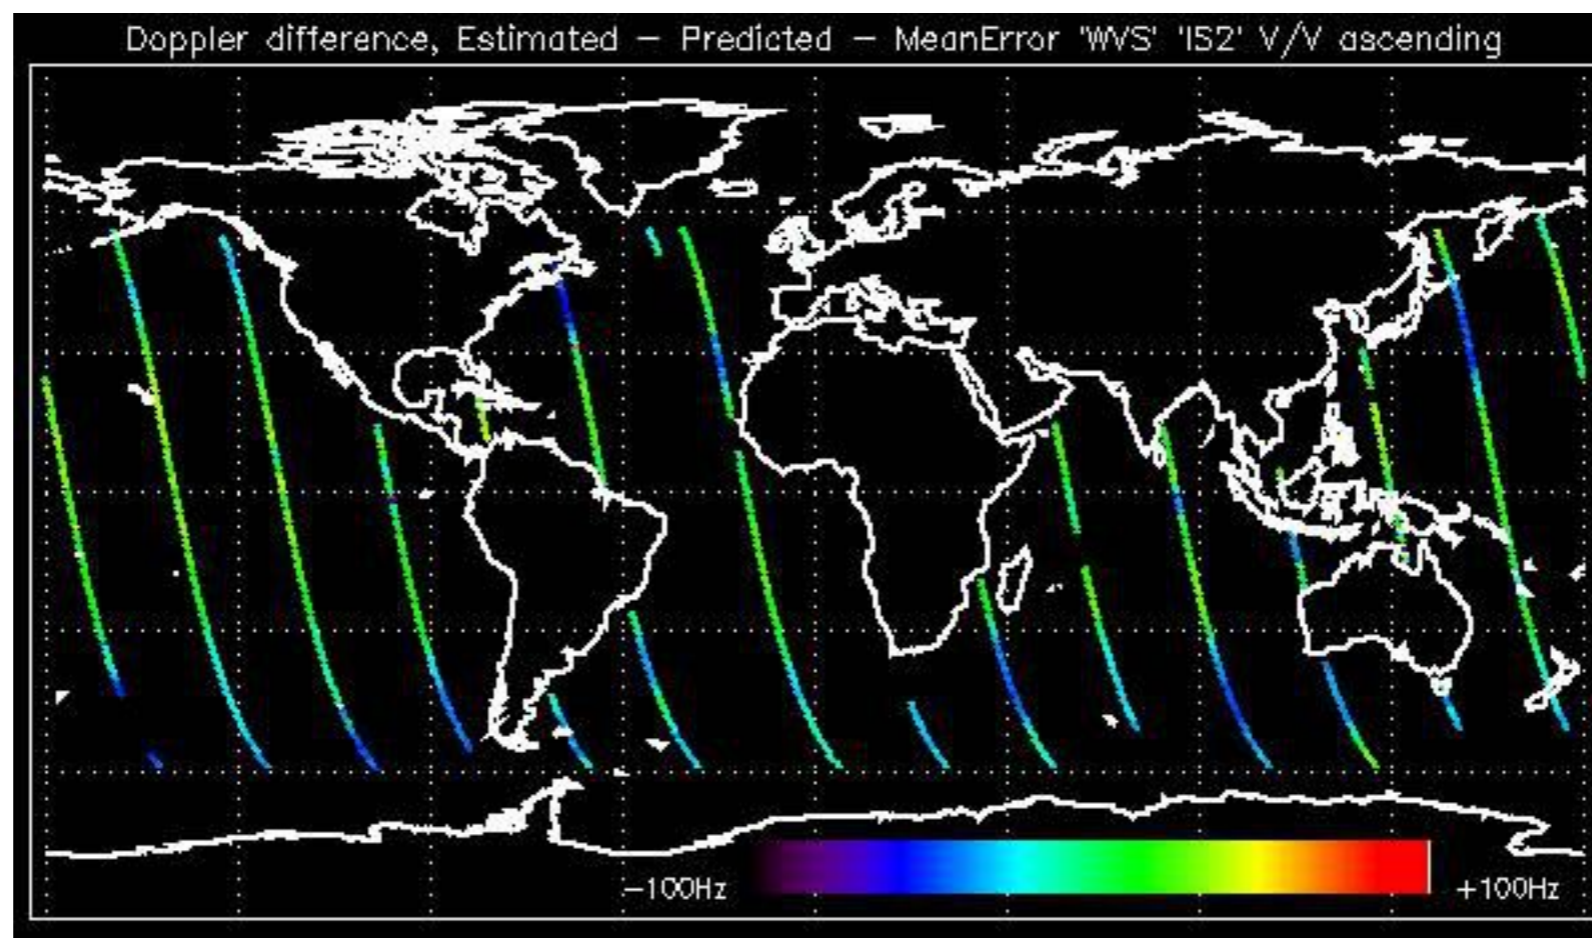 Doppler difference, Estimated — Predicted — MeanError 'WVS' 'IS2' V/V ascending
−100Hz +100Hz